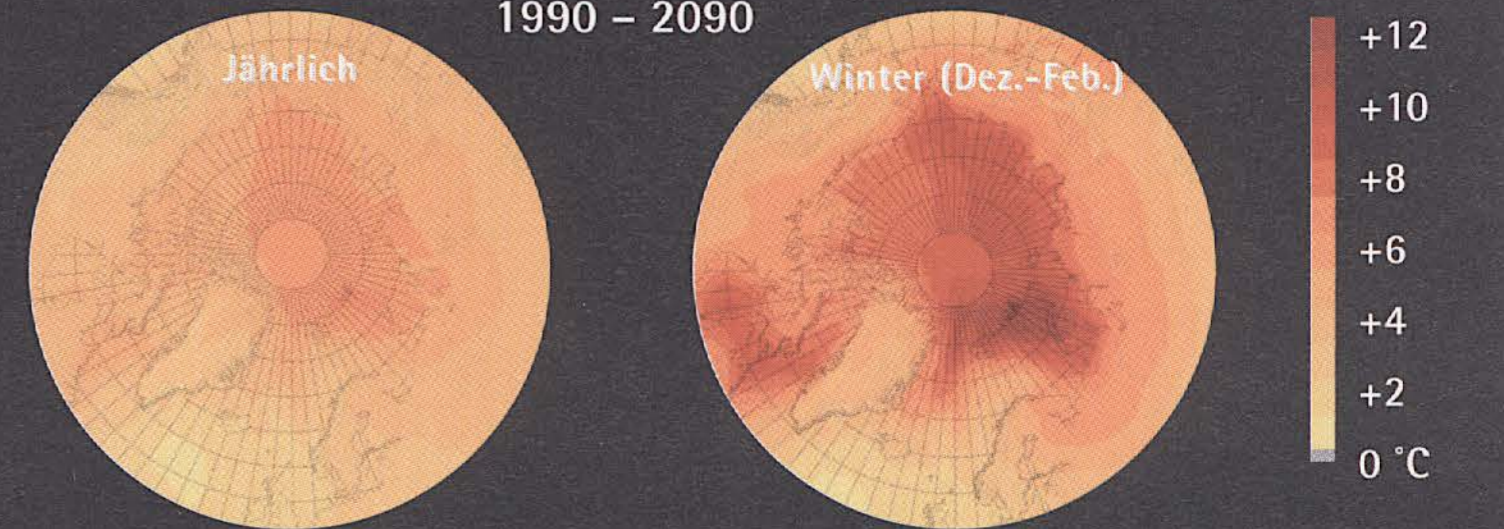 1990 – 2090
Jährlich
Winter (Dez.-Feb.)
+12
+10
+8
+6
+4
+2
0 °C